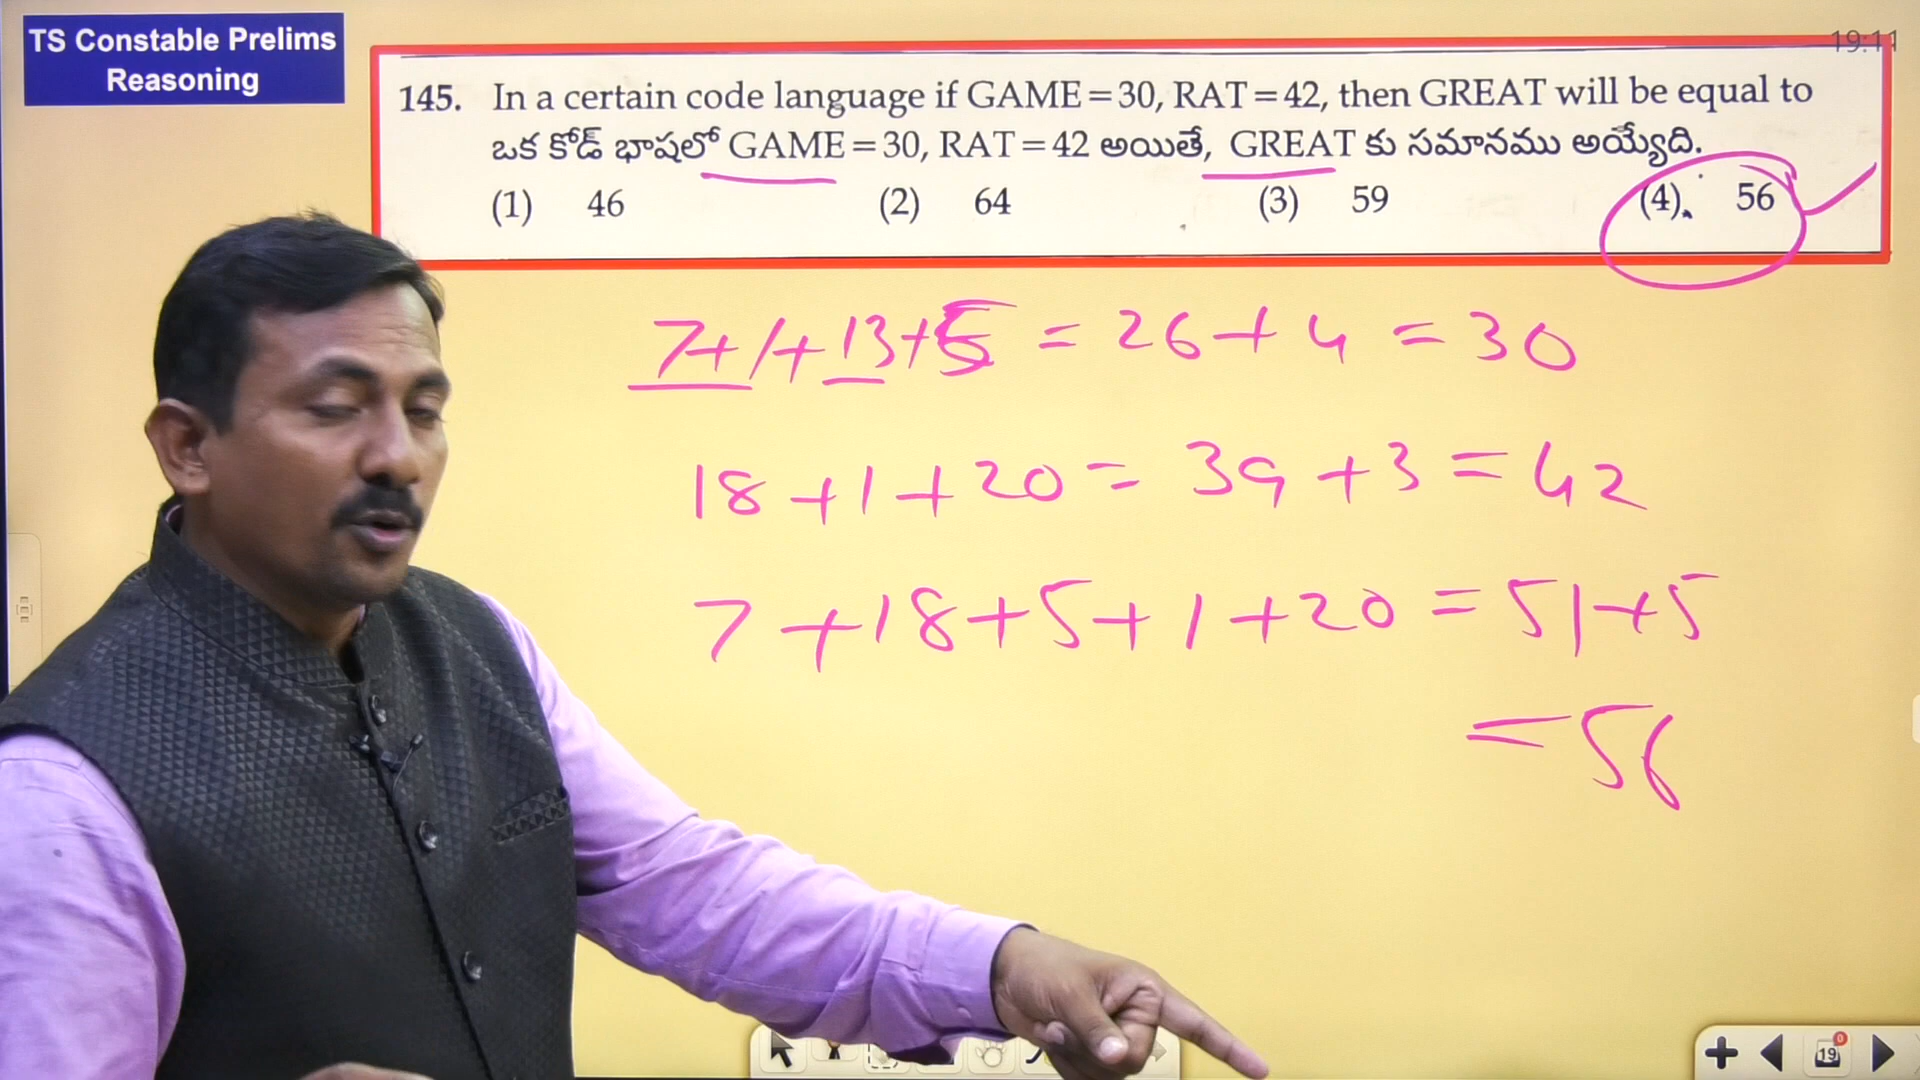 TS Constable Prelims
Reasoning
19:11
145. In a certain code language if GAME=30, RAT=42, then GREAT will be equal to
ఒక కోడ్ భాషలో GAME=30, RAT=42 అయితే, GREAT కు సమానము అయ్యేది.
(1) 46 (2) 64 (3) 59 (4) 56
7+1+13+5 = 26+4 = 30
18+1+20 = 39+3 = 42
7+18+5+1+20 = 51+5
= 56
19
0